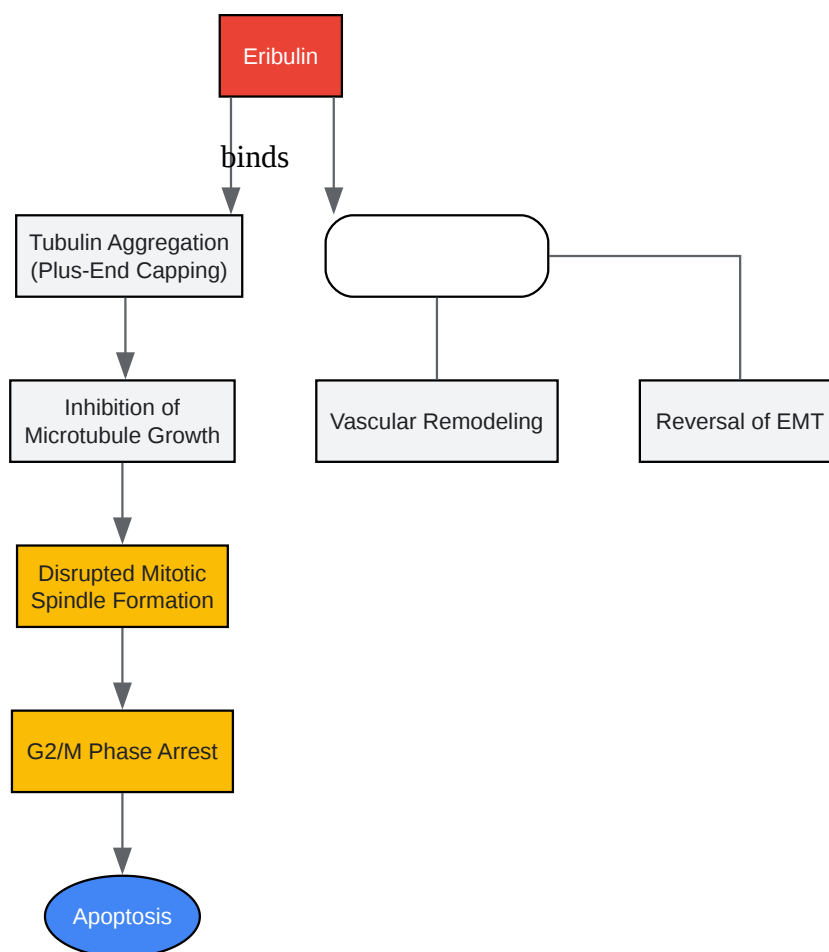 Eribulin
binds
Tubulin Aggregation
(Plus-End Capping)
Inhibition of
Microtubule Growth
Vascular Remodeling
Reversal of EMT
Disrupted Mitotic
Spindle Formation
G2/M Phase Arrest
Apoptosis